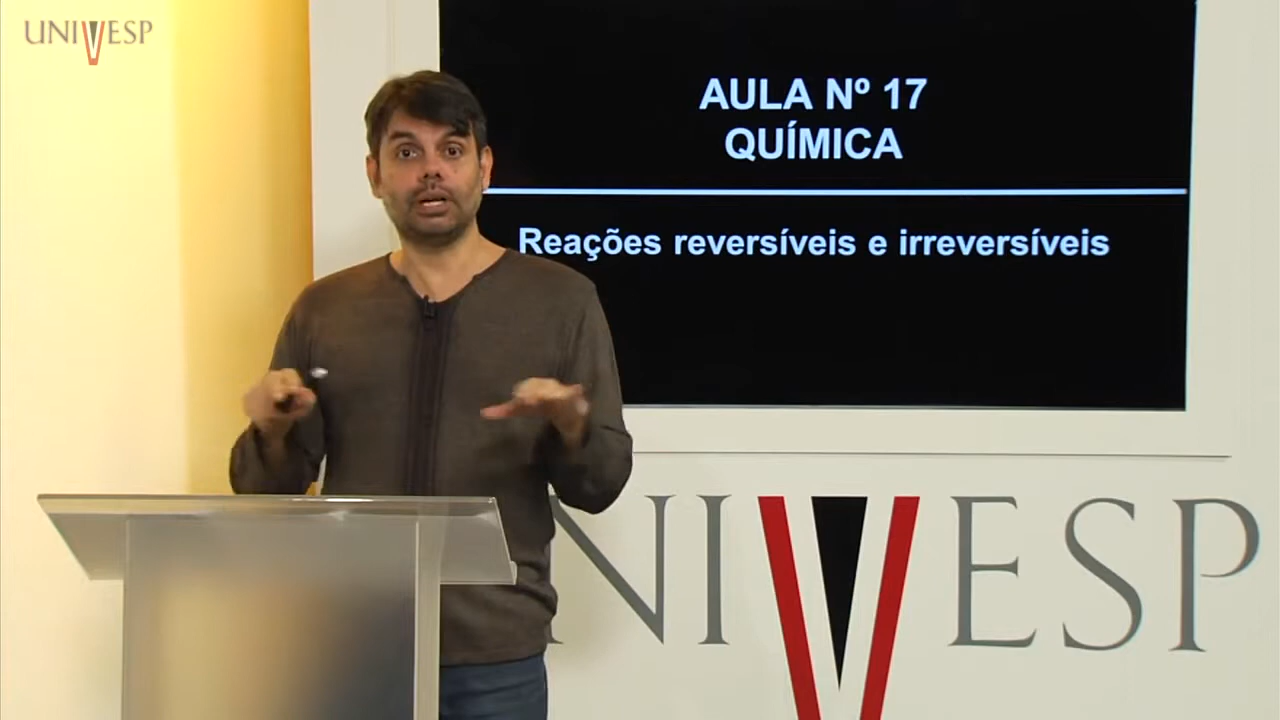 UNIVESP
AULA Nº 17
QUÍMICA
Reações reversíveis e irreversíveis
UNIVESP